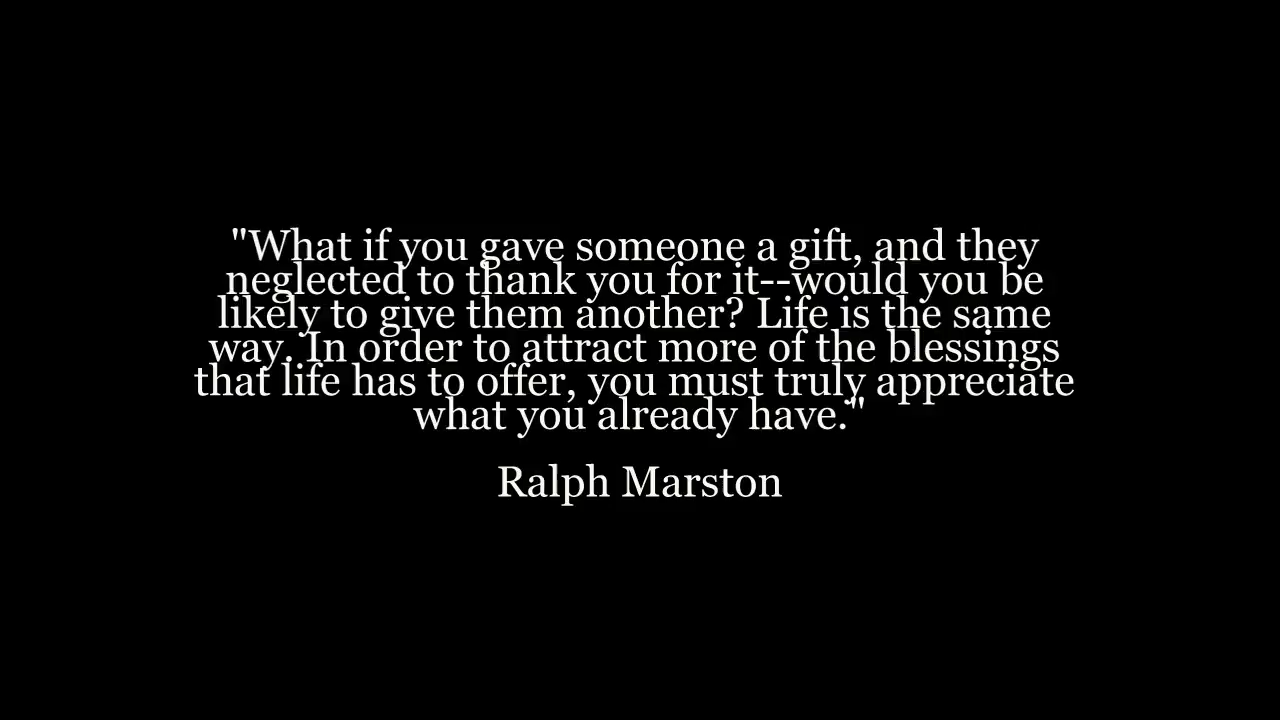 "What if you gave someone a gift, and they
neglected to thank you for it--would you be
likely to give them another? Life is the same
way. In order to attract more of the blessings
that life has to offer, you must truly appreciate
what you already have."
Ralph Marston